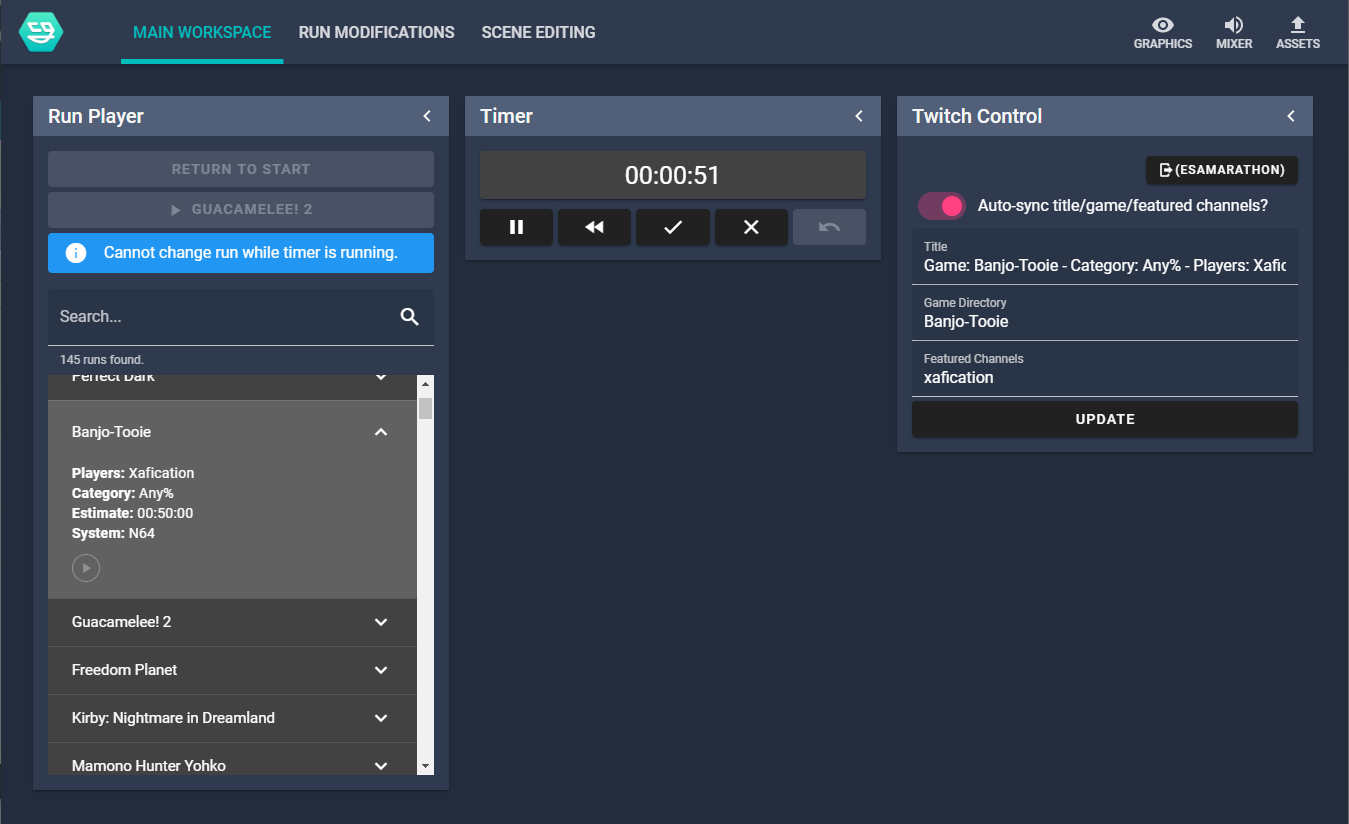 MAIN WORKSPACE
RUN MODIFICATIONS
SCENE EDITING
GRAPHICS
MIXER
ASSETS
Run Player
RETURN TO START
GUACAMELEE! 2
Cannot change run while timer is running.
Search...
145 runs found.
Perfect Dark
Banjo-Tooie
Players: Xafication
Category: Any%
Estimate: 00:50:00
System: N64
Guacamelee! 2
Freedom Planet
Kirby: Nightmare in Dreamland
Mamono Hunter Yohko
Timer
00:00:51
Twitch Control
(ESAMARATHON)
Auto-sync title/game/featured channels?
Title
Game: Banjo-Tooie - Category: Any% - Players: Xafic
Game Directory
Banjo-Tooie
Featured Channels
xafication
UPDATE